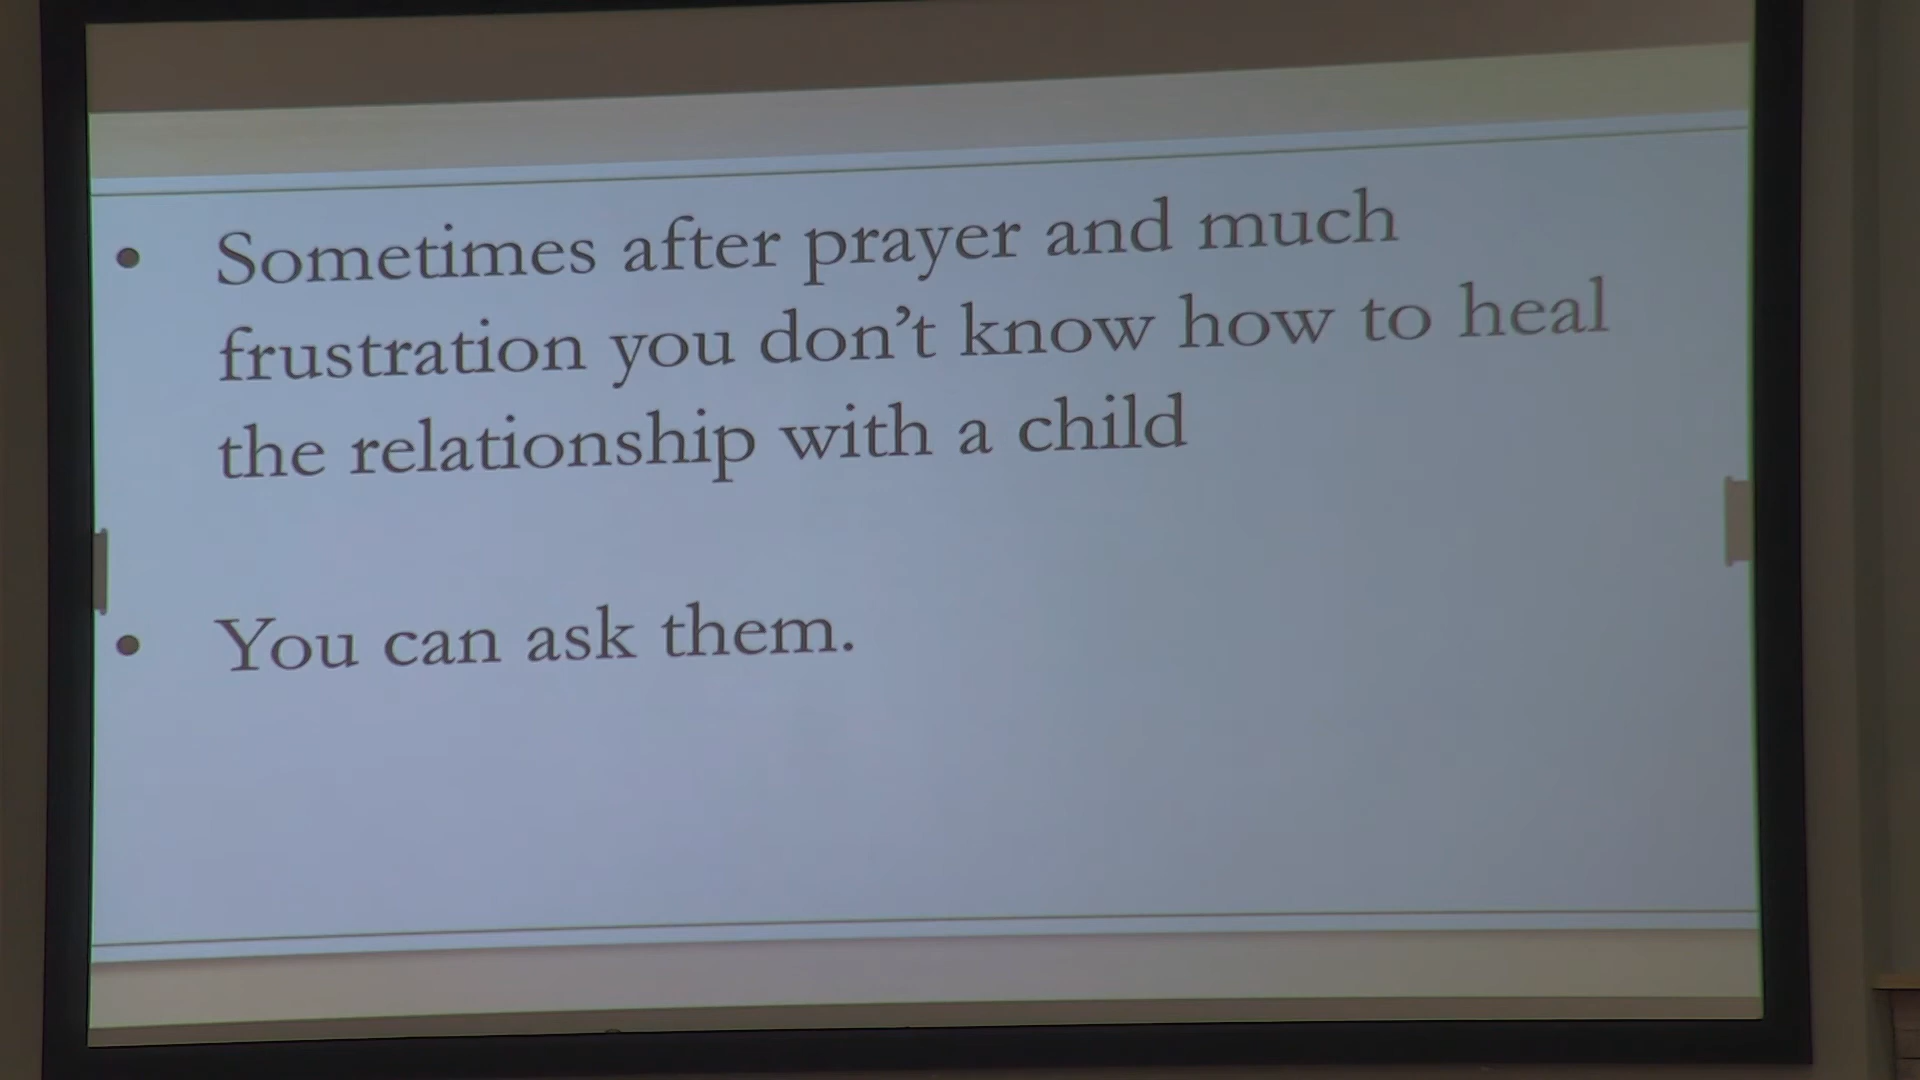 • Sometimes after prayer and much
frustration you don't know how to heal
the relationship with a child
• You can ask them.